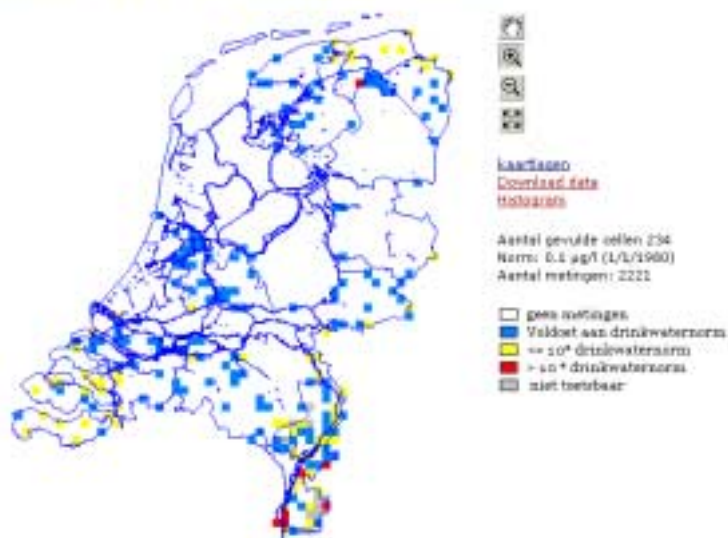 kaartlagen
Download data
Histogram
Aantal gevulde cellen 234
Norm: 0.1 µg/l (1/1/1980)
Aantal metingen: 2221
geen metingen
Voldoet aan drinkwaternorm
<= 10* drinkwaternorm
> 10 * drinkwaternorm
niet toetsbaar